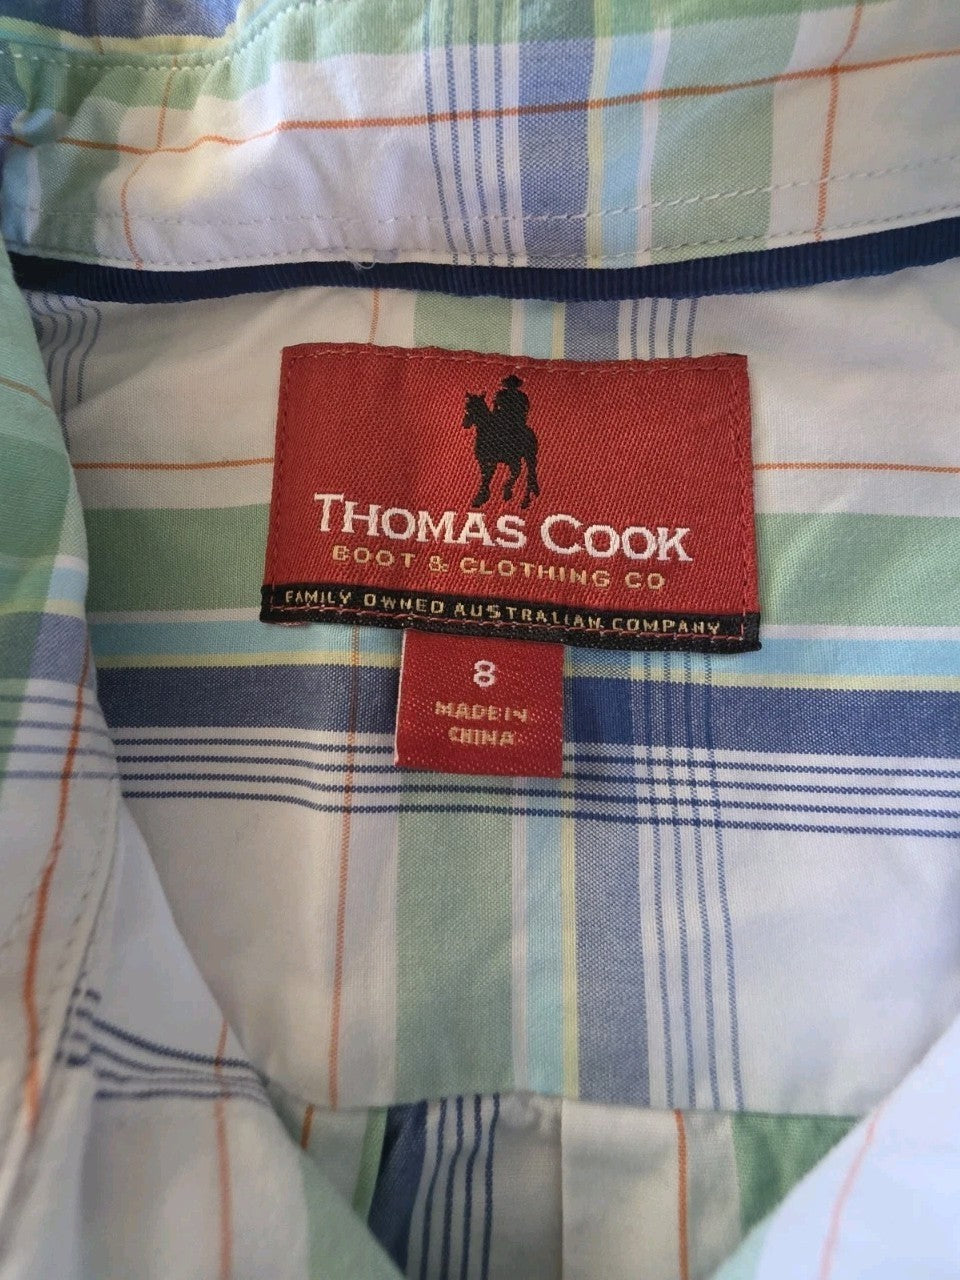 THOMAS COOK
BOOT & CLOTHING CO
FAMILY OWNED AUSTRALIAN COMPANY
8
MADE IN
CHINA